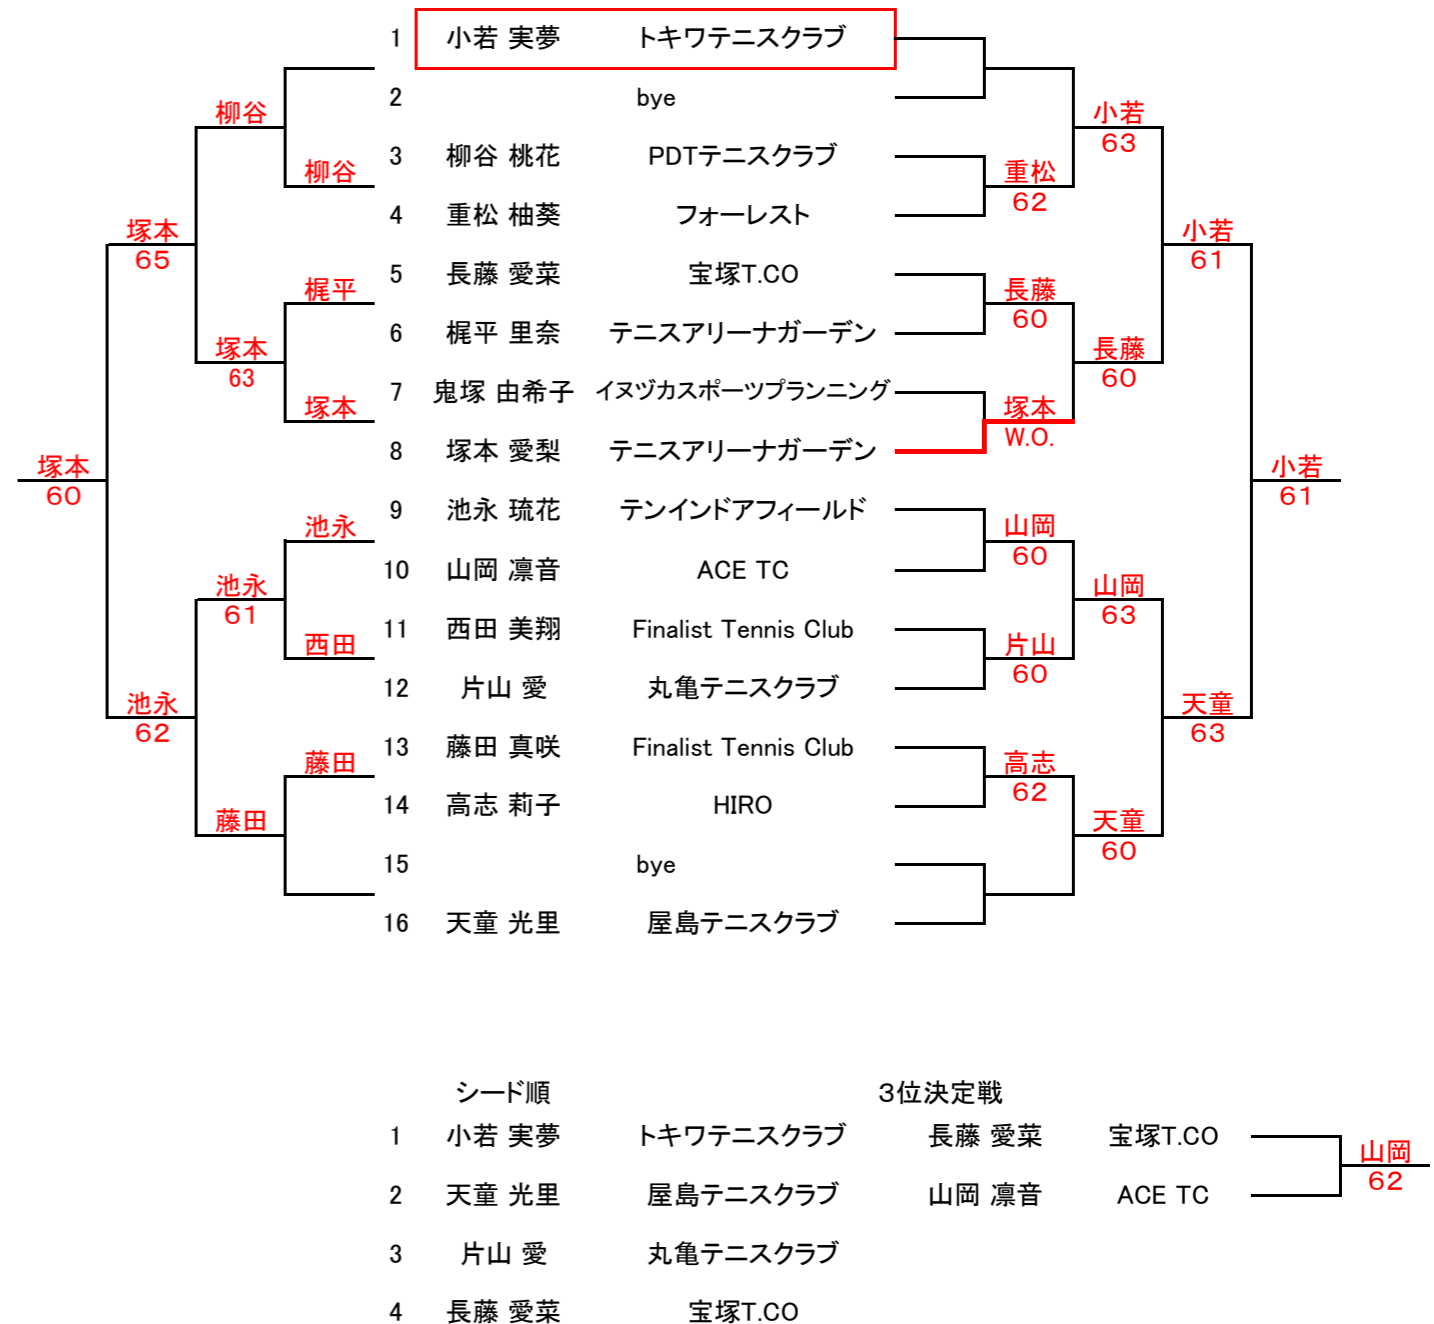 1 小若 実夢 トキワテニスクラブ
2 bye
柳谷 小若
63
3 柳谷 桃花 PDTテニスクラブ
柳谷 重松
62
4 重松 柚葵 フォーレスト
塚本 小若
65 61
5 長藤 愛菜 宝塚T.CO
梶平 長藤
60
6 梶平 里奈 テニスアリーナガーデン
塚本 長藤
63 60
7 鬼塚 由希子 イヌヅカスポーツプランニング
塚本 塚本
W.O.
8 塚本 愛梨 テニスアリーナガーデン
塚本 小若
60 61
9 池永 琉花 テンインドアフィールド
池永 山岡
60
10 山岡 凛音 ACE TC
池永 山岡
61 63
11 西田 美翔 Finalist Tennis Club
西田 片山
60
12 片山 愛 丸亀テニスクラブ
池永 天童
62 63
13 藤田 真咲 Finalist Tennis Club
藤田 高志
62
14 高志 莉子 HIRO
藤田 天童
60
15 bye
16 天童 光里 屋島テニスクラブ
シード順 3位決定戦
1 小若 実夢 トキワテニスクラブ 長藤 愛菜 宝塚T.CO
山岡
62
2 天童 光里 屋島テニスクラブ 山岡 凛音 ACE TC
3 片山 愛 丸亀テニスクラブ
4 長藤 愛菜 宝塚T.CO